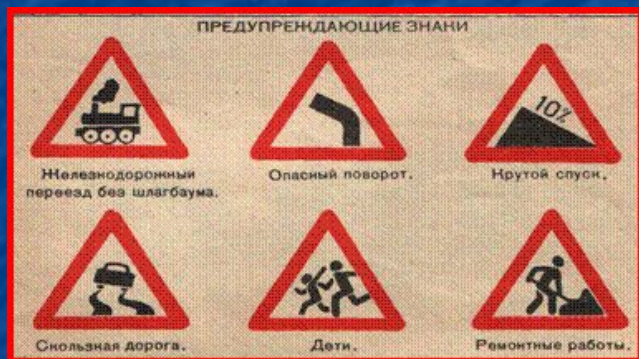 ПРЕДУПРЕЖДАЮЩИЕ ЗНАКИ
10%
Железнодорожный
переезд без шлагбаума.
Опасный поворот.
Крутой спуск.
Скользкая дорога.
Дети.
Ремонтные работы.